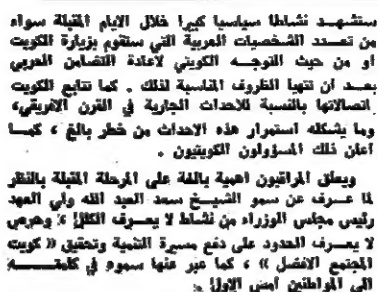 ستشهد نشاطا سياسيا كبيرا خلال الايام المقبلة سواء
من تعدد الشخصيات العربية التي ستقوم بزيارة الكويت
او من حيث التوجه الكويتي لاعادة التضامن العربي
بعد أن تتهيأ الظروف المناسبة لذلك . كما تتابع الكويت
اتصالاتها بالنسبة للاحداث الجارية في القرن الافريقي،
وما يشكله استمرار هذه الاحداث من خطر بالغ ، كما
اعلن ذلك المسؤولون الكويتيون .
ويعلق المراقبون اهمية بالغة على المرحلة المقبلة بالنظر
لما عرف عن سمو الشيخ سعد العبد الله ولي العهد
رئيس مجلس الوزراء من نشاط لا يعرف الكلل ، وحرص
لا يعرف الحدود على دفع مسيرة التنمية وتحقيق « كويت
المجتمع الافضل » ، كما عبر عنها سموه في كلمته
الى المواطنين أمس الاول .